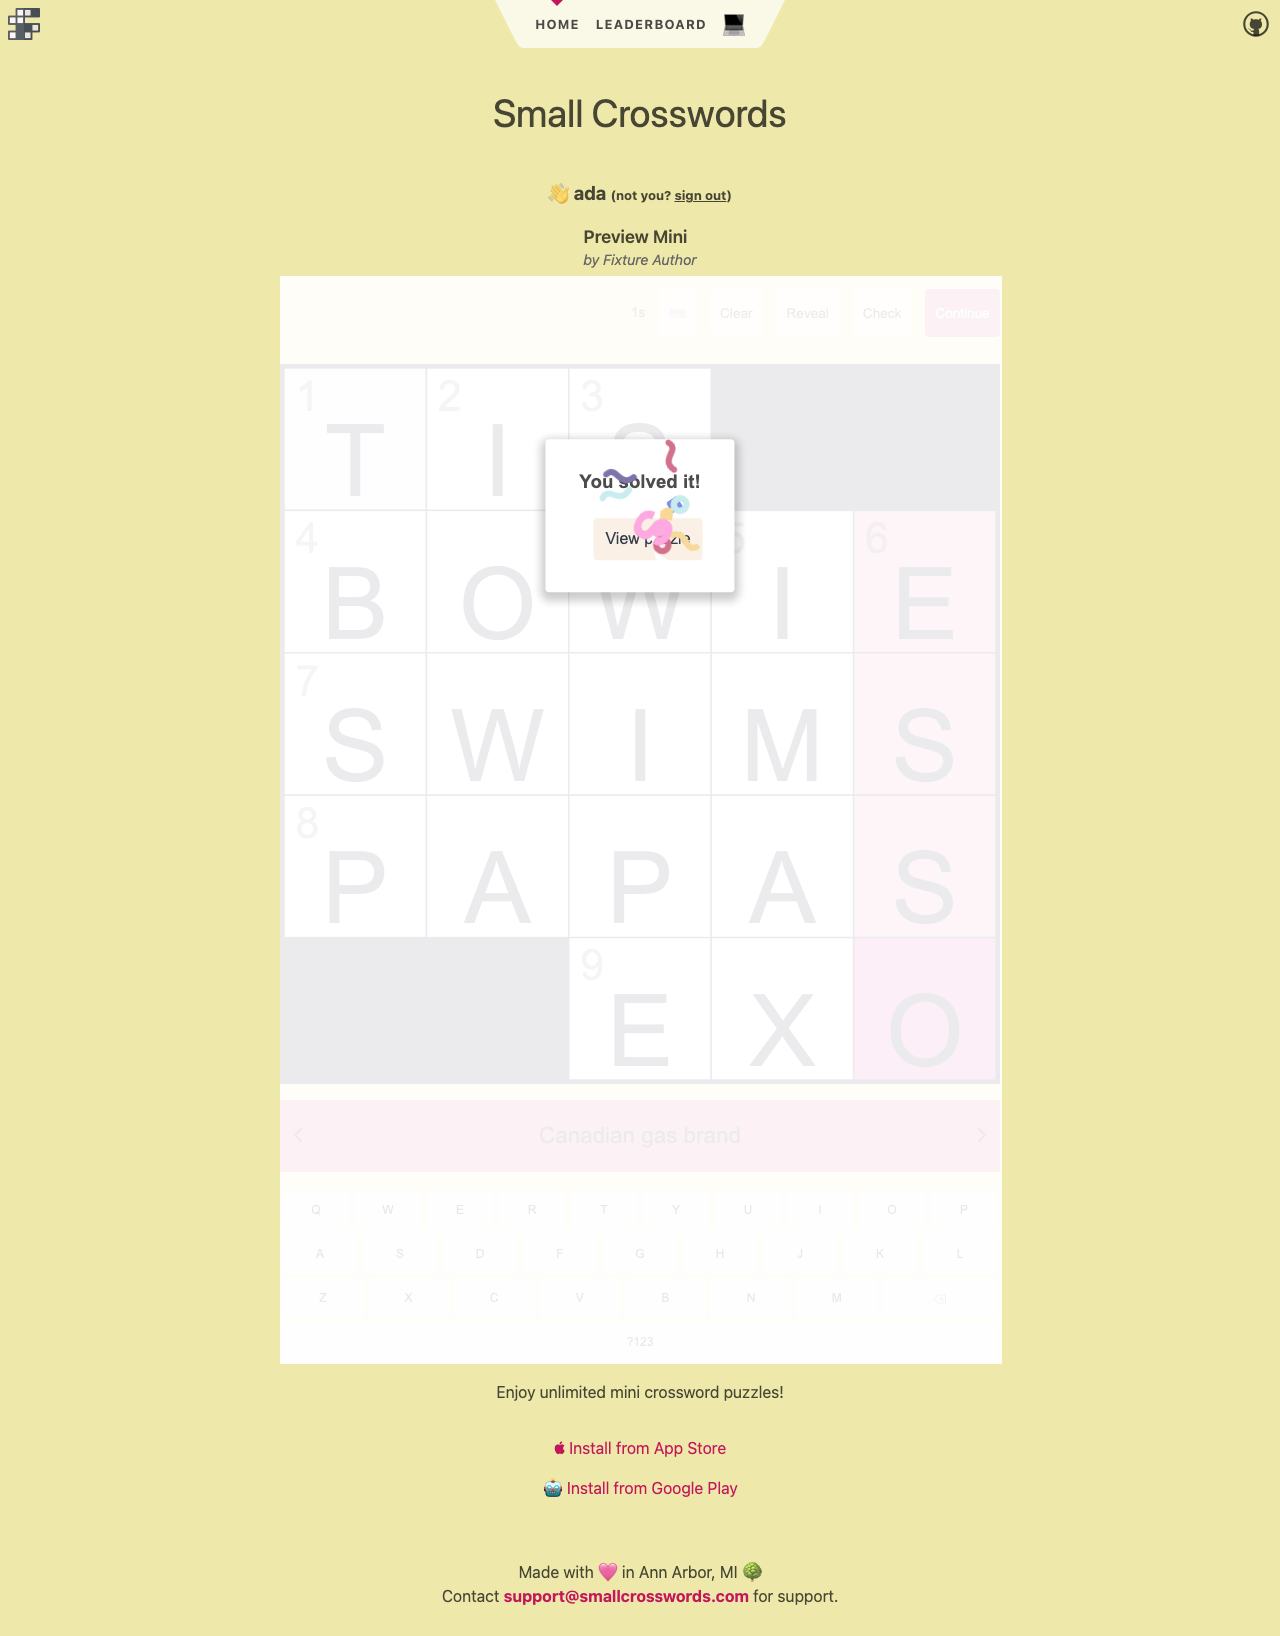 HOME LEADERBOARD
Small Crosswords
ada (not you? sign out)
Preview Mini
by Fixture Author
1s Clear Reveal Check Continue
1 2 3
T I S
4 5 6
B O W I E
7
S W I M S
8
P A P A S
9
E X O
You solved it!
View puzzle
Canadian gas brand
Q W E R T Y U I O P
A S D F G H J K L
Z X C V B N M
?123
Enjoy unlimited mini crossword puzzles!
Install from App Store
Install from Google Play
Made with 💗 in Ann Arbor, MI 🌳
Contact support@smallcrosswords.com for support.